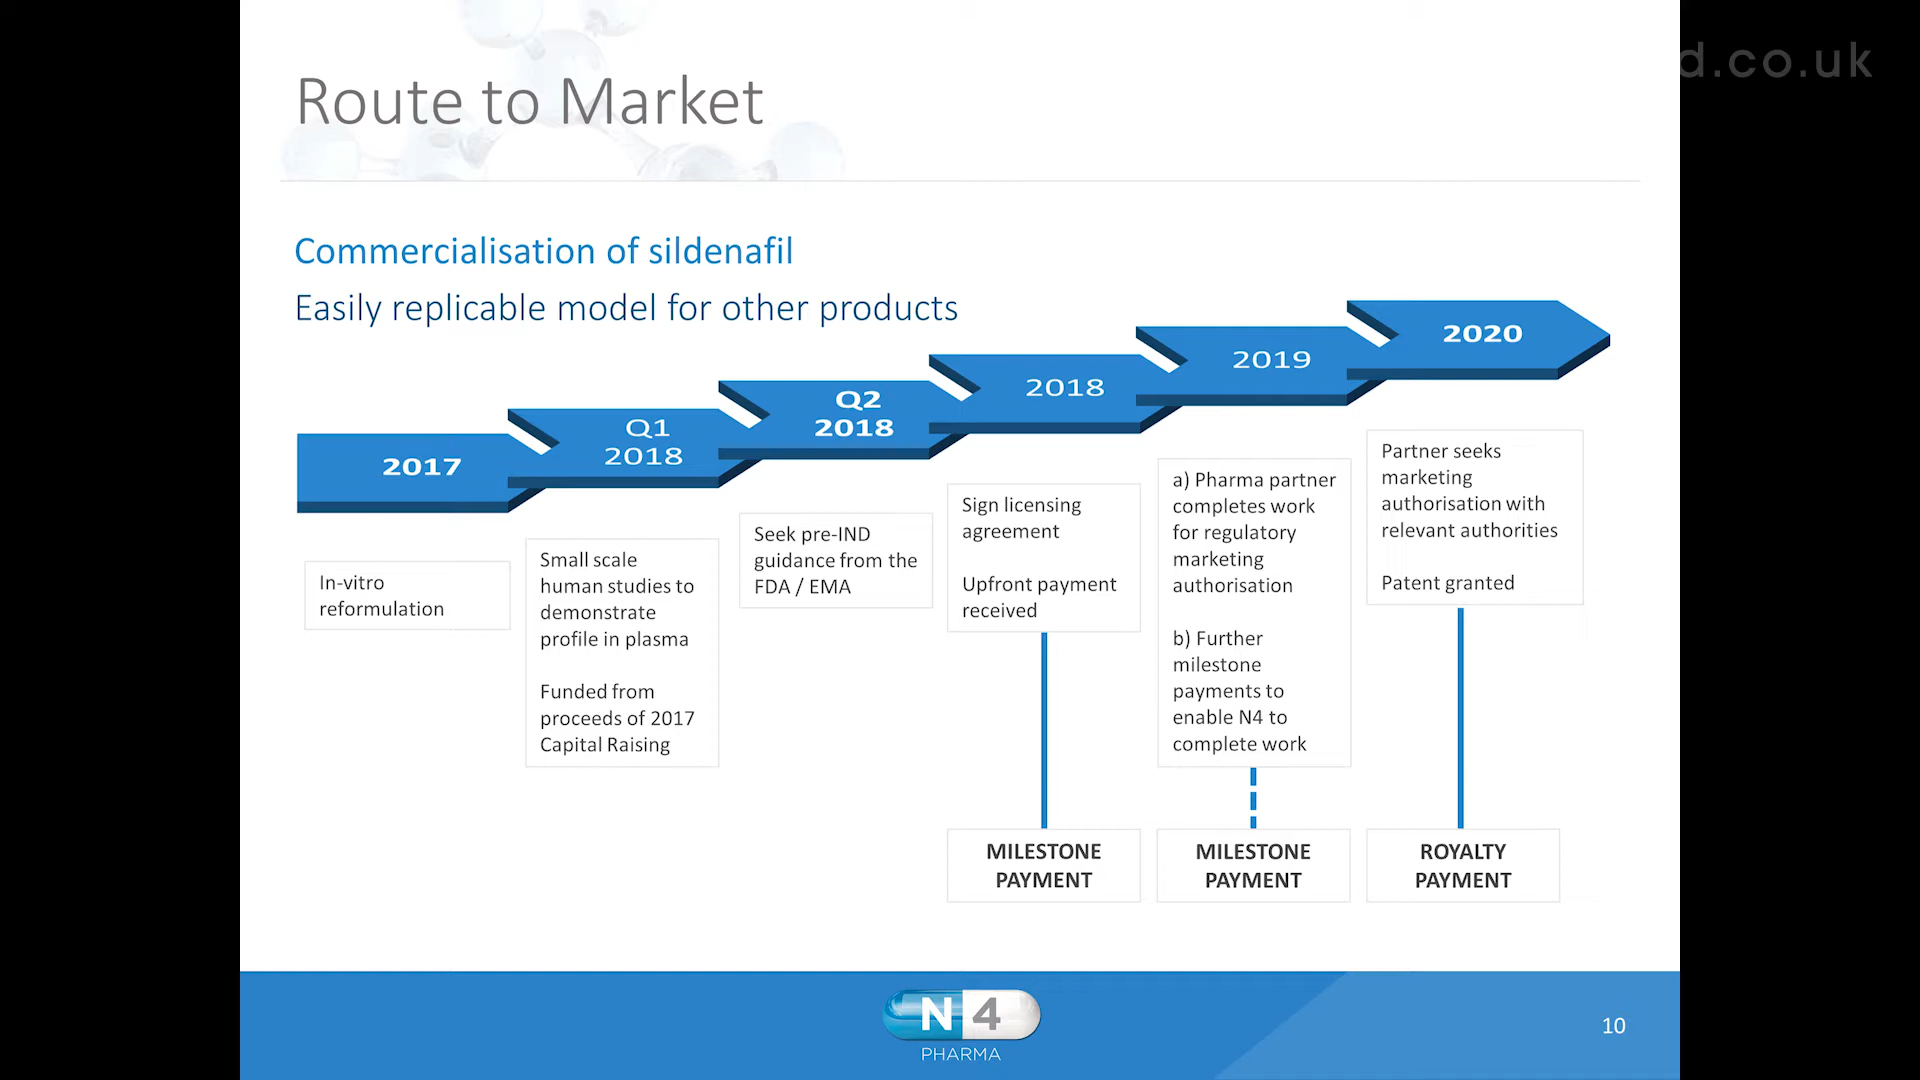 d.co.uk
Route to Market
Commercialisation of sildenafil
Easily replicable model for other products
2017
Q1
2018
Q2
2018
2018
2019
2020
In-vitro
reformulation
Small scale
human studies to
demonstrate
profile in plasma
Funded from
proceeds of 2017
Capital Raising
Seek pre-IND
guidance from the
FDA / EMA
Sign licensing
agreement
Upfront payment
received
a) Pharma partner
completes work
for regulatory
marketing
authorisation
b) Further
milestone
payments to
enable N4 to
complete work
Partner seeks
marketing
authorisation with
relevant authorities
Patent granted
MILESTONE
PAYMENT
MILESTONE
PAYMENT
ROYALTY
PAYMENT
N4
PHARMA
10